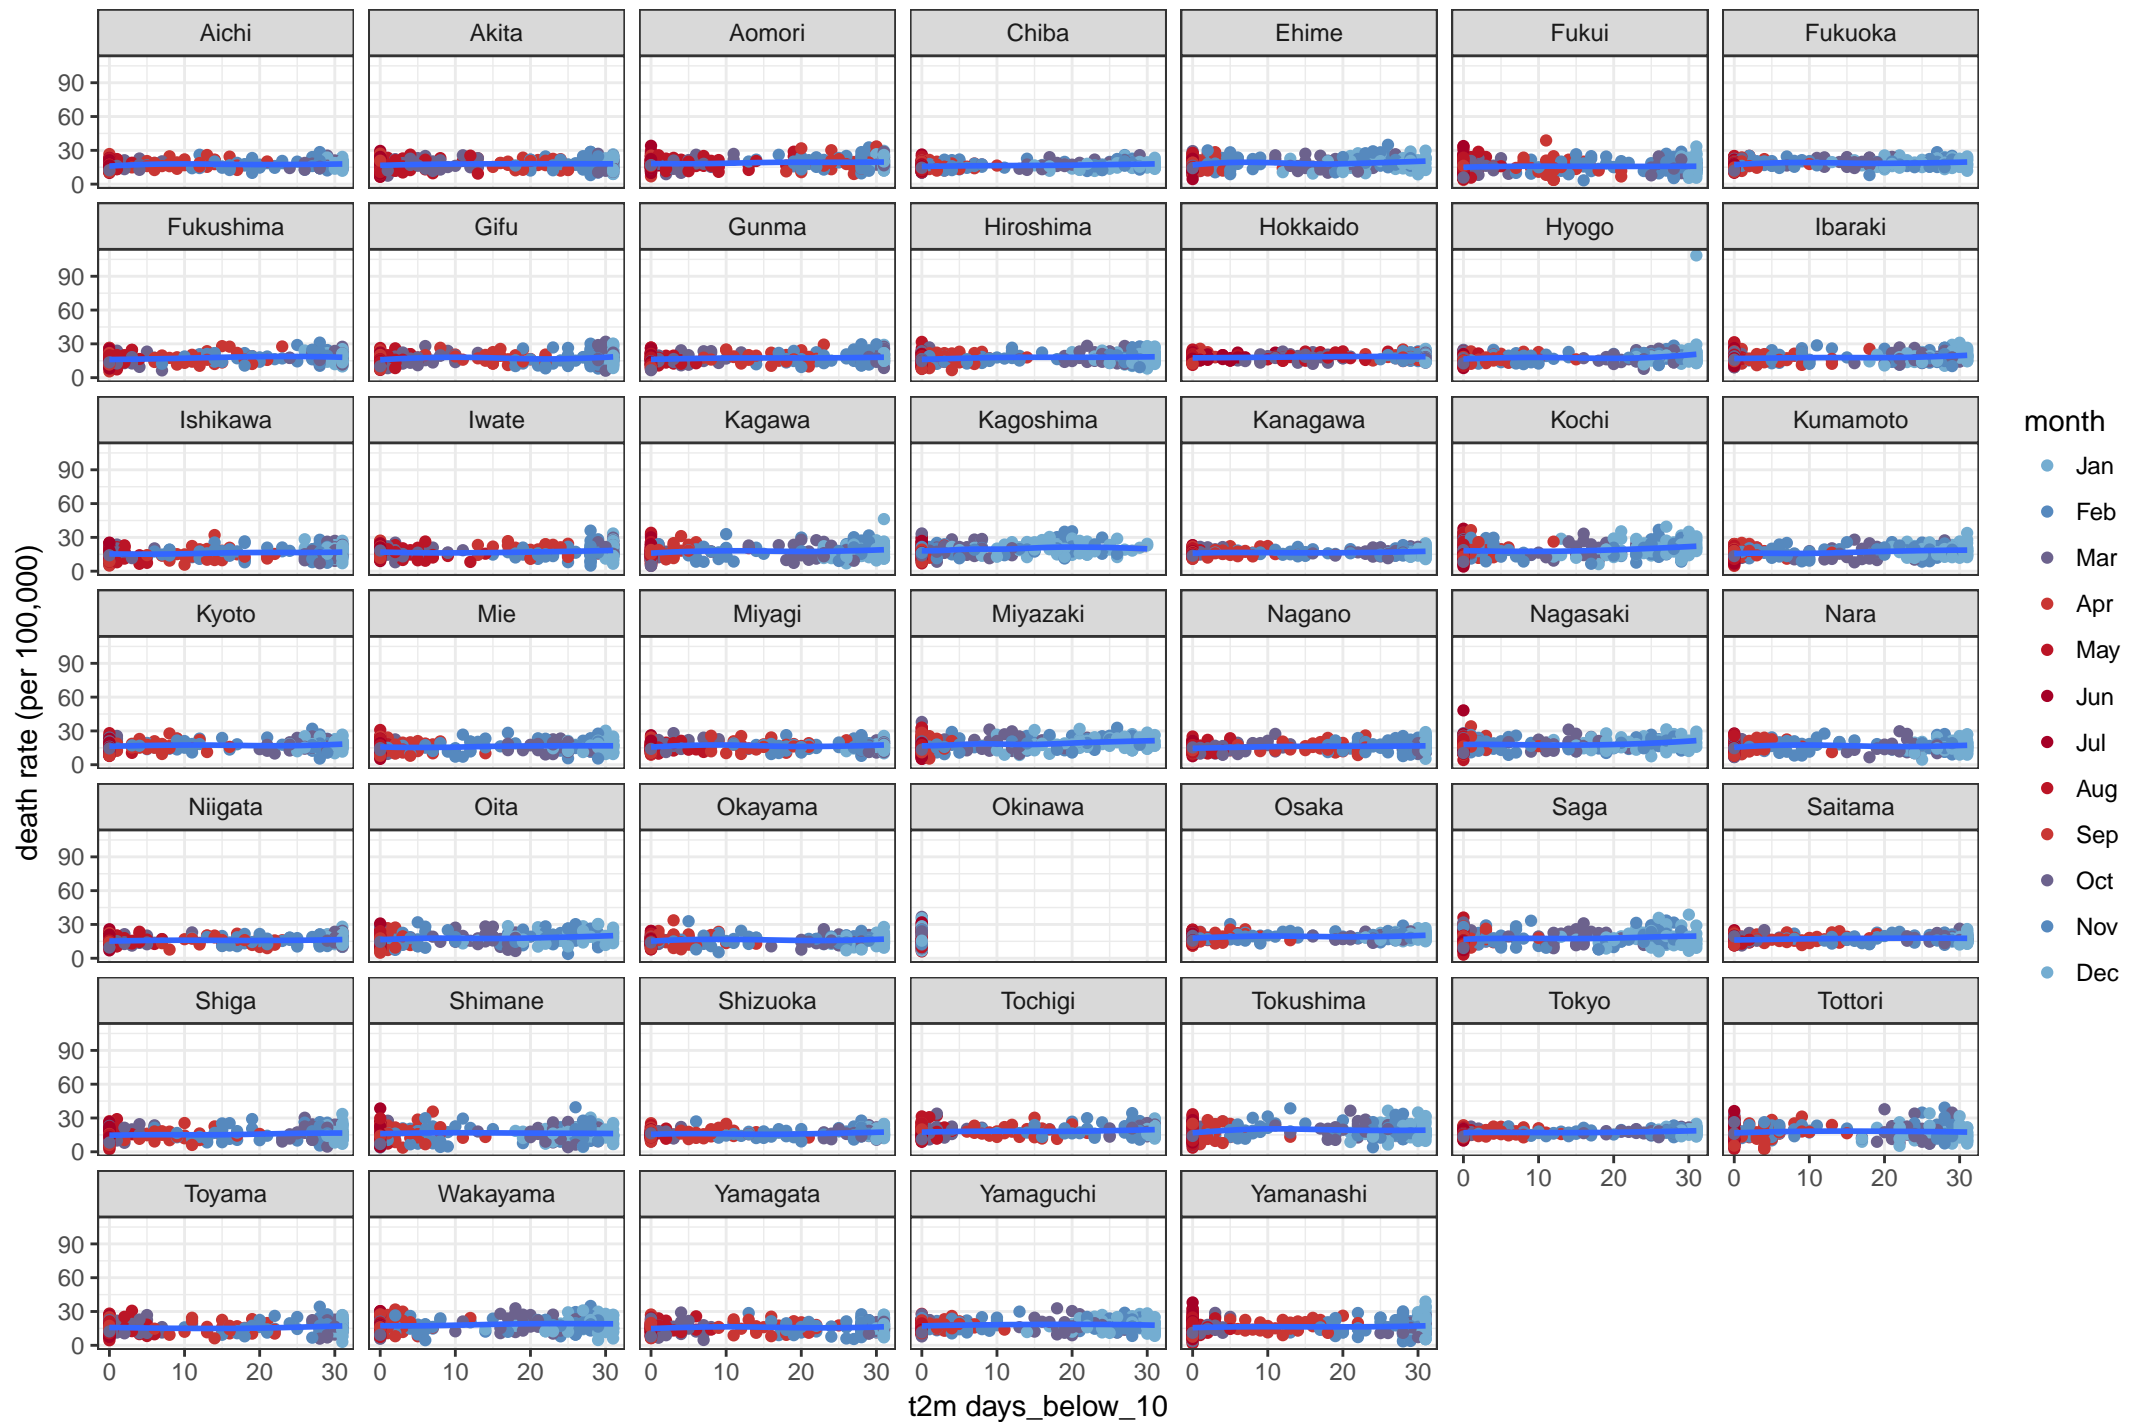 Aichi Akita Aomori Chiba Ehime Fukui Fukuoka
90
60
30
0
Fukushima Gifu Gunma Hiroshima Hokkaido Hyogo Ibaraki
90
60
30
0
Ishikawa Iwate Kagawa Kagoshima Kanagawa Kochi Kumamoto
90
60
30
0
Kyoto Mie Miyagi Miyazaki Nagano Nagasaki Nara
90
60
30
0
Niigata Oita Okayama Okinawa Osaka Saga Saitama
90
60
30
0
Shiga Shimane Shizuoka Tochigi Tokushima Tokyo Tottori
90
60
30
0
0 10 20 30 0 10 20 30
Toyama Wakayama Yamagata Yamaguchi Yamanashi
90
60
30
0
0 10 20 30 0 10 20 30 0 10 20 30 0 10 20 30 0 10 20 30
t2m days_below_10
death rate (per 100,000)
month
Jan
Feb
Mar
Apr
May
Jun
Jul
Aug
Sep
Oct
Nov
Dec